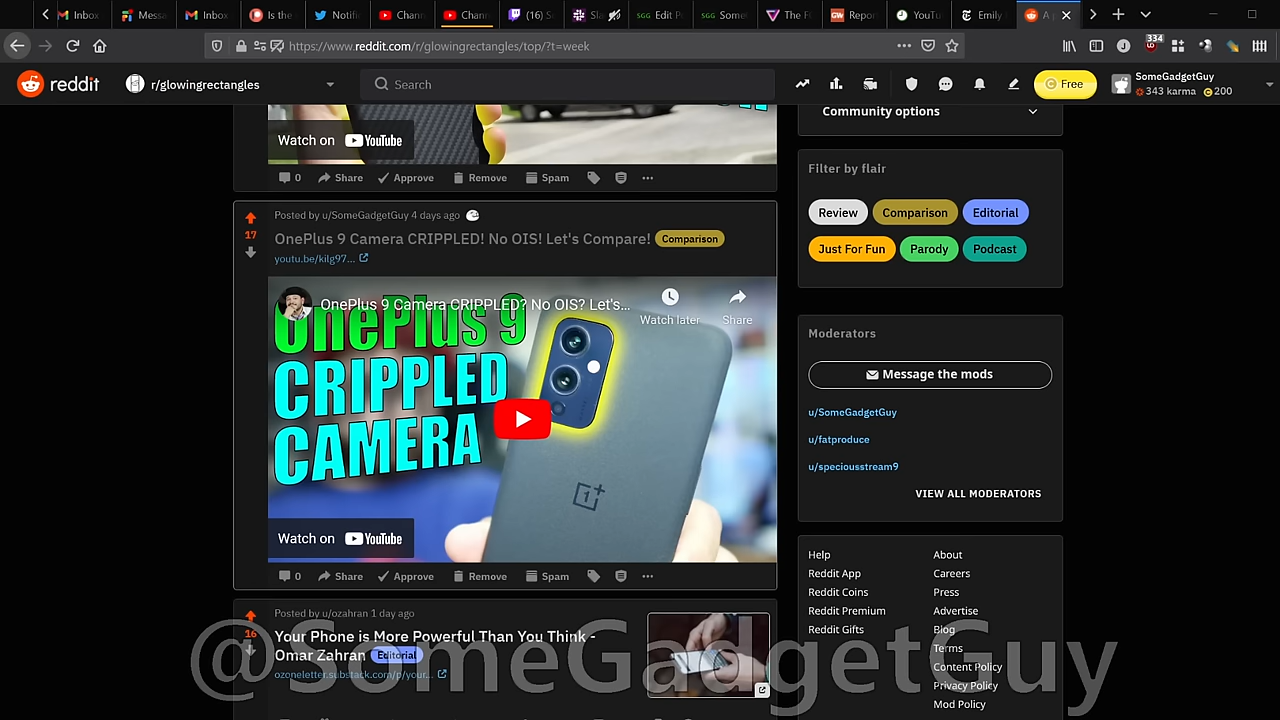 Inbox
Messa
Inbox
Is the
Notifi
Chann
Chann
(16) S
Sla
Edit P
Some
The F
Repor
YouTu
Emily
A p
https://www.reddit.com/r/glowingrectangles/top/?t=week
334
reddit
r/glowingrectangles
Search
Free
SomeGadgetGuy
343 karma
200
Watch on YouTube
0 Share Approve Remove Spam
Posted by u/SomeGadgetGuy 4 days ago
17
OnePlus 9 Camera CRIPPLED! No OIS! Let's Compare! Comparison
youtu.be/kilg97...
OnePlus 9 Camera CRIPPLED? No OIS? Let's...
Watch later
Share
OnePlus 9
CRIPPLED
CAMERA
Watch on YouTube
0 Share Approve Remove Spam
Posted by u/ozahran 1 day ago
16
Your Phone is More Powerful Than You Think -
Omar Zahran Editorial
ozoneletter.substack.com/p/your...
Community options
Filter by flair
Review Comparison Editorial
Just For Fun Parody Podcast
Moderators
Message the mods
u/SomeGadgetGuy
u/fatproduce
u/speciousstream9
VIEW ALL MODERATORS
Help About
Reddit App Careers
Reddit Coins Press
Reddit Premium Advertise
Reddit Gifts Blog
Terms
Content Policy
Privacy Policy
Mod Policy
@SomeGadgetGuy